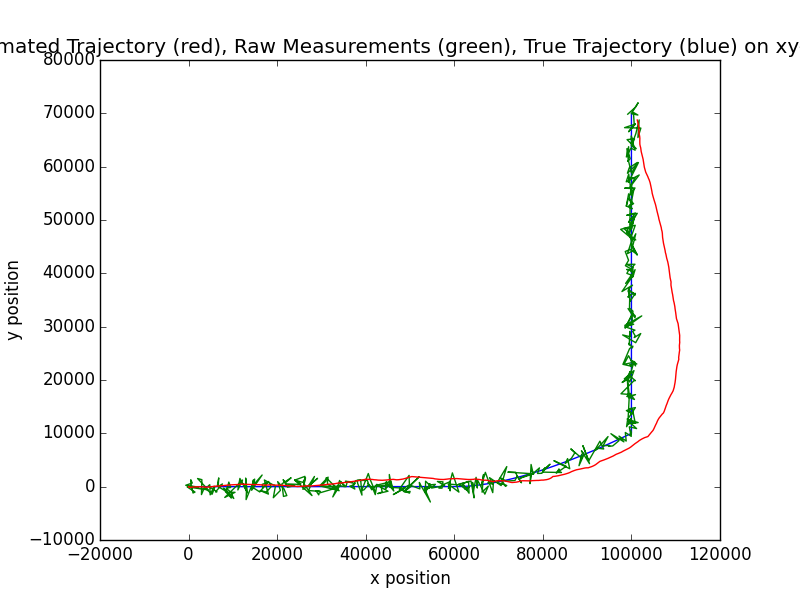 mated Trajectory (red), Raw Measurements (green), True Trajectory (blue) on xy
80000
70000
60000
50000
40000
30000
20000
10000
0
−10000
y position
−20000 0 20000 40000 60000 80000 100000 120000
x position